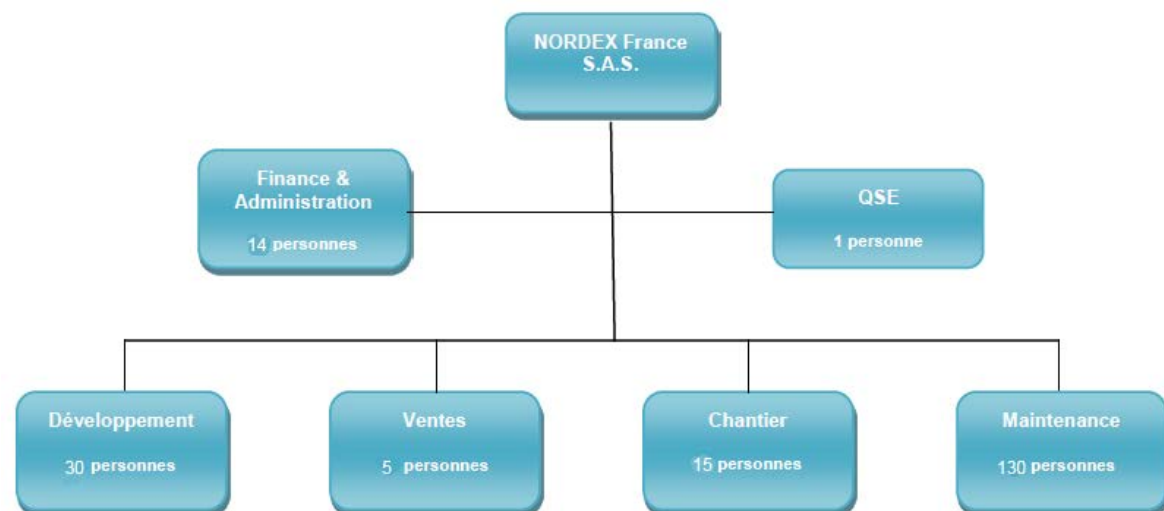 NORDEX France
S.A.S.
Finance &
Administration
14 personnes
QSE
1 personne
Développement
30 personnes
Ventes
5 personnes
Chantier
15 personnes
Maintenance
130 personnes